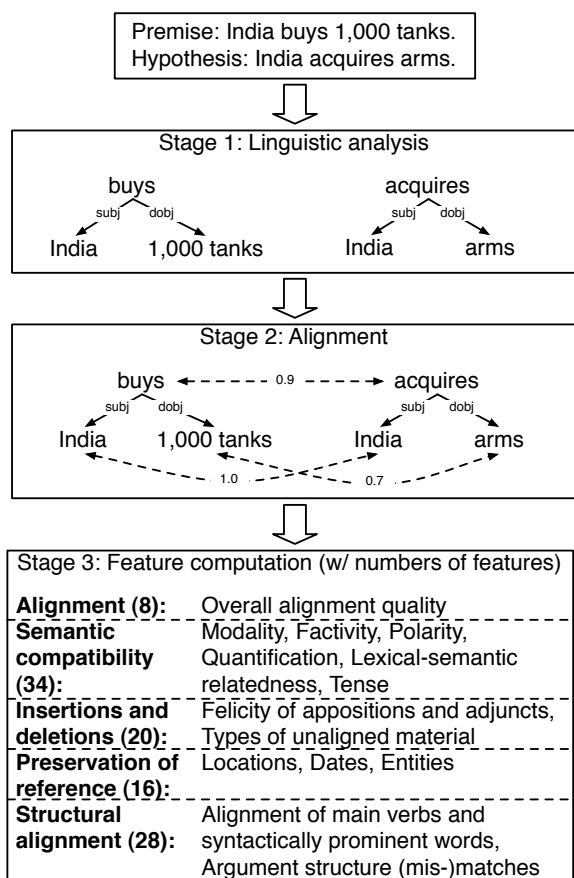 Premise: India buys 1,000 tanks.
Hypothesis: India acquires arms.
Stage 1: Linguistic analysis
buys acquires
subj dobj subj dobj
India 1,000 tanks India arms
Stage 2: Alignment
buys 0.9 acquires
subj dobj subj dobj
India 1,000 tanks India arms
1.0 0.7
Stage 3: Feature computation (w/ numbers of features)
Alignment (8): Overall alignment quality
Semantic Modality, Factivity, Polarity,
compatibility Quantification, Lexical-semantic
(34): relatedness, Tense
Insertions and Felicity of appositions and adjuncts,
deletions (20): Types of unaligned material
Preservation of Locations, Dates, Entities
reference (16):
Structural Alignment of main verbs and
alignment (28): syntactically prominent words,
Argument structure (mis-)matches